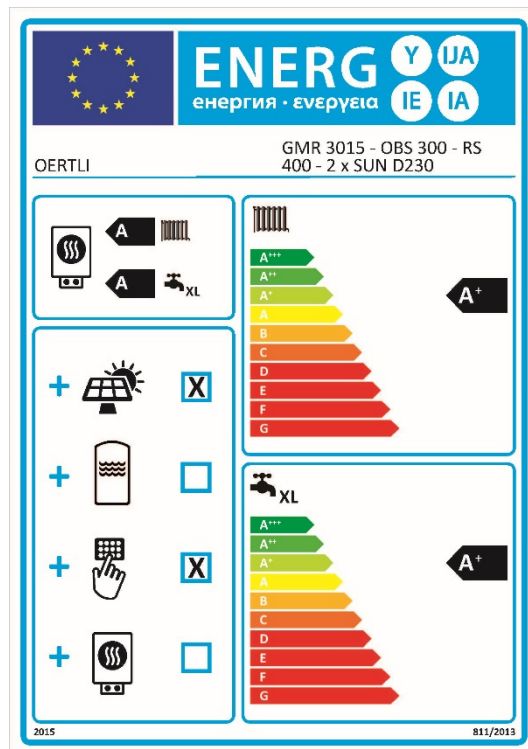 ENERG Y IJA
енергия · ενεργεια IE IA
OERTLI
GMR 3015 - OBS 300 - RS
400 - 2 x SUN D230
A
A XL
+ X
+
+ X
+
A+++
A++
A+
A
B
C
D
E
F
G
A+
XL
A+++
A++
A+
A
B
C
D
E
F
G
A+
2015
811/2013